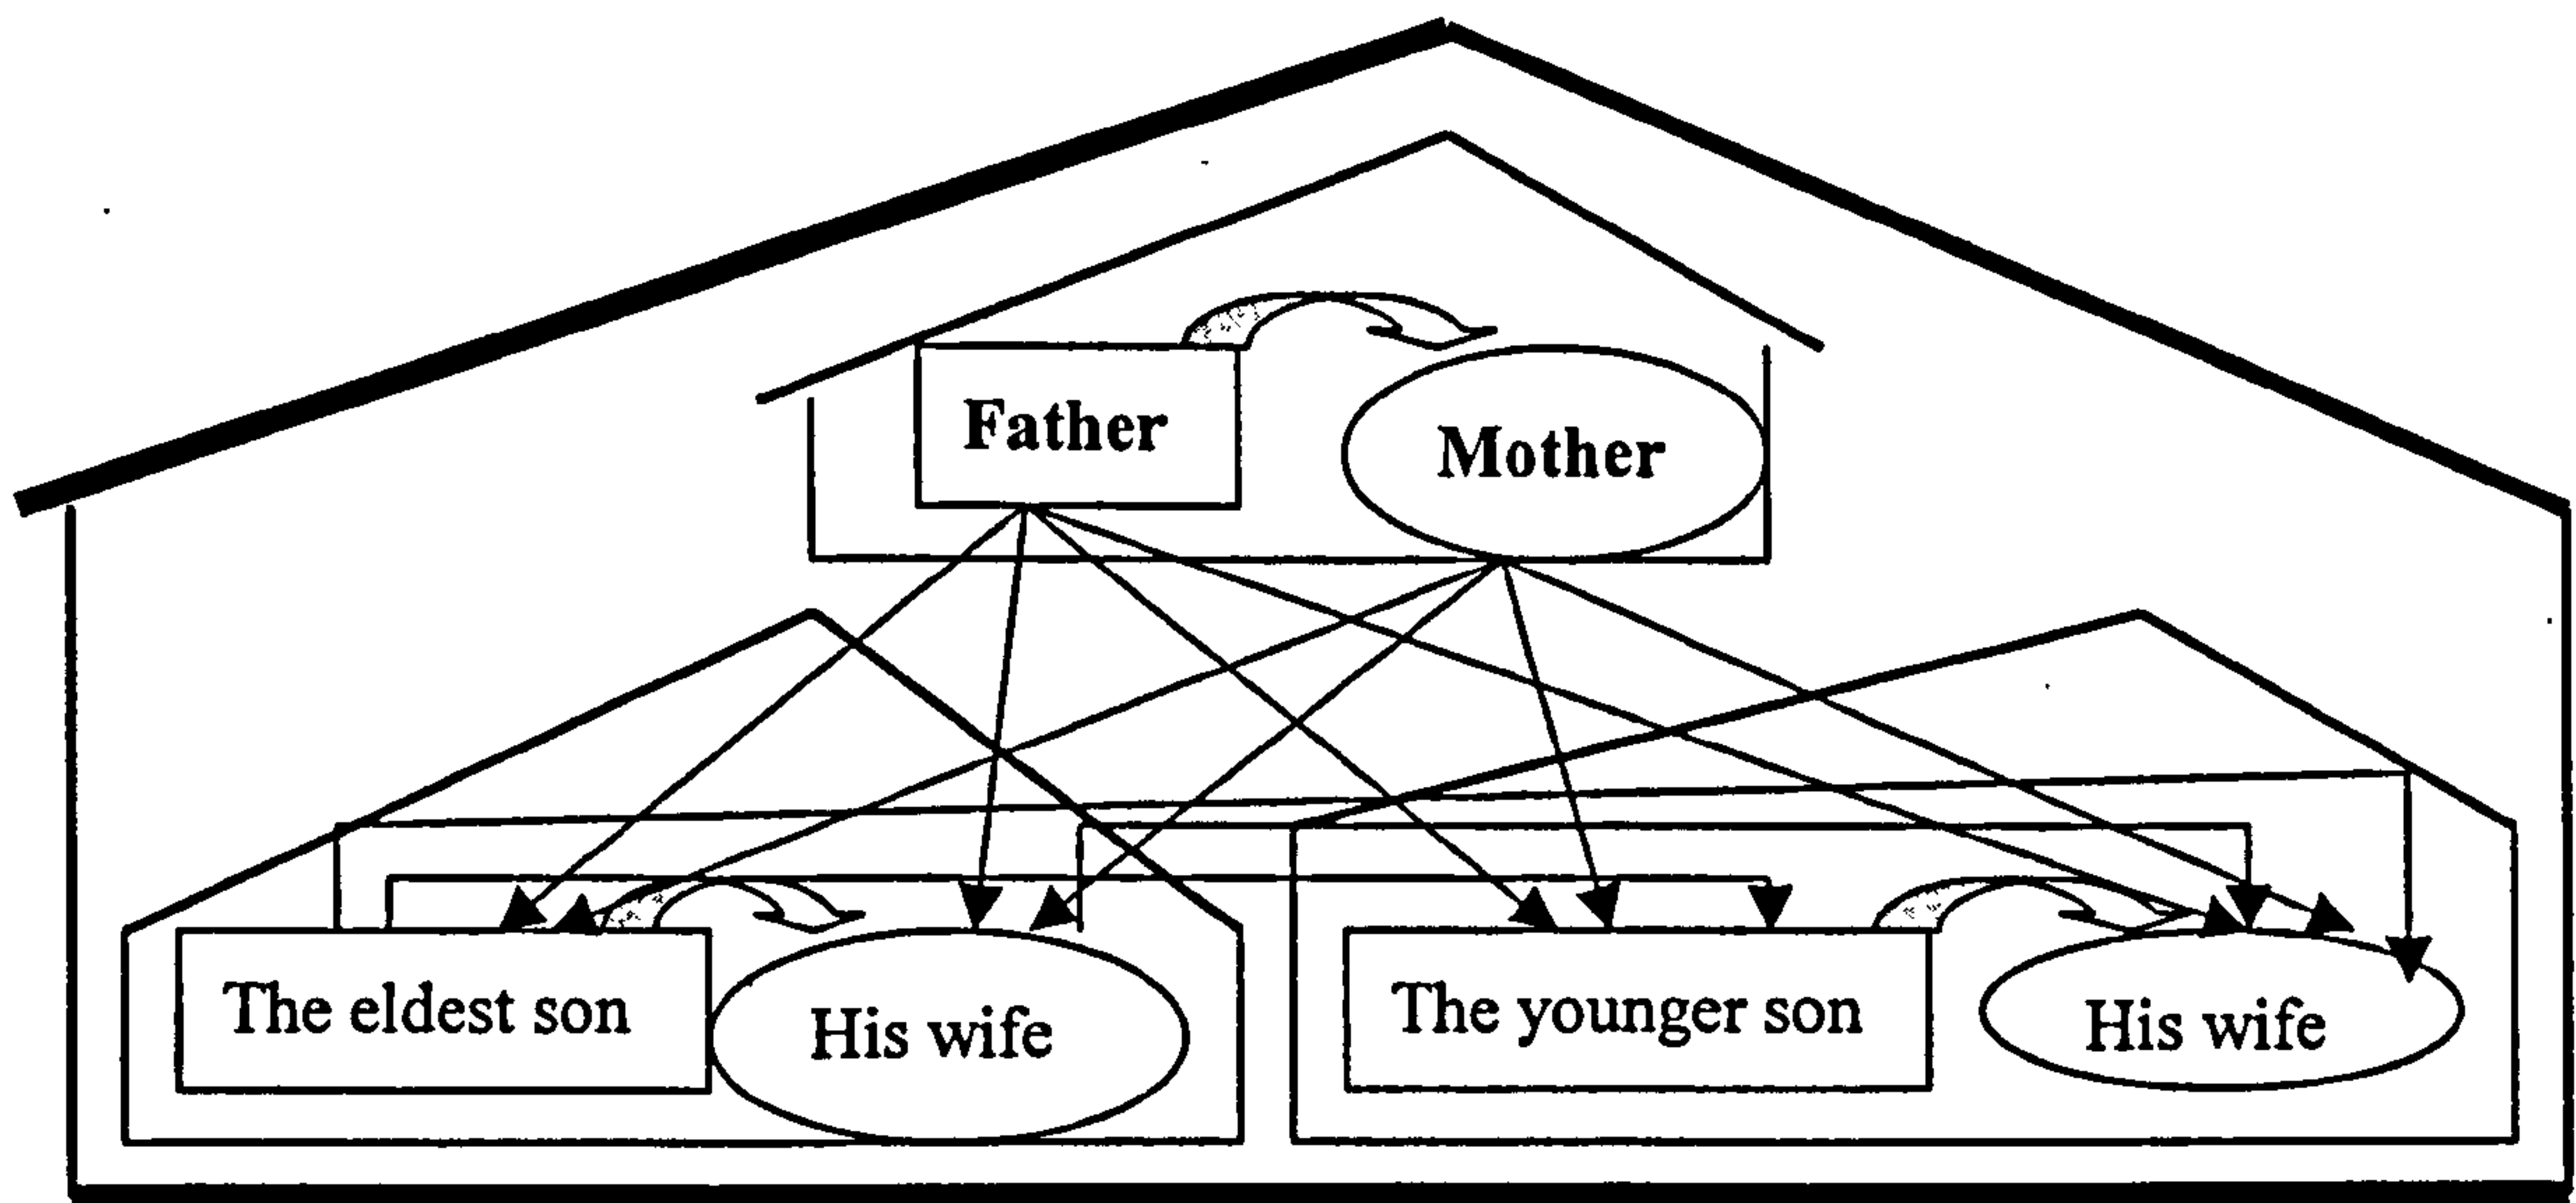 Father
Mother
The eldest son
His wife
The younger son
His wife